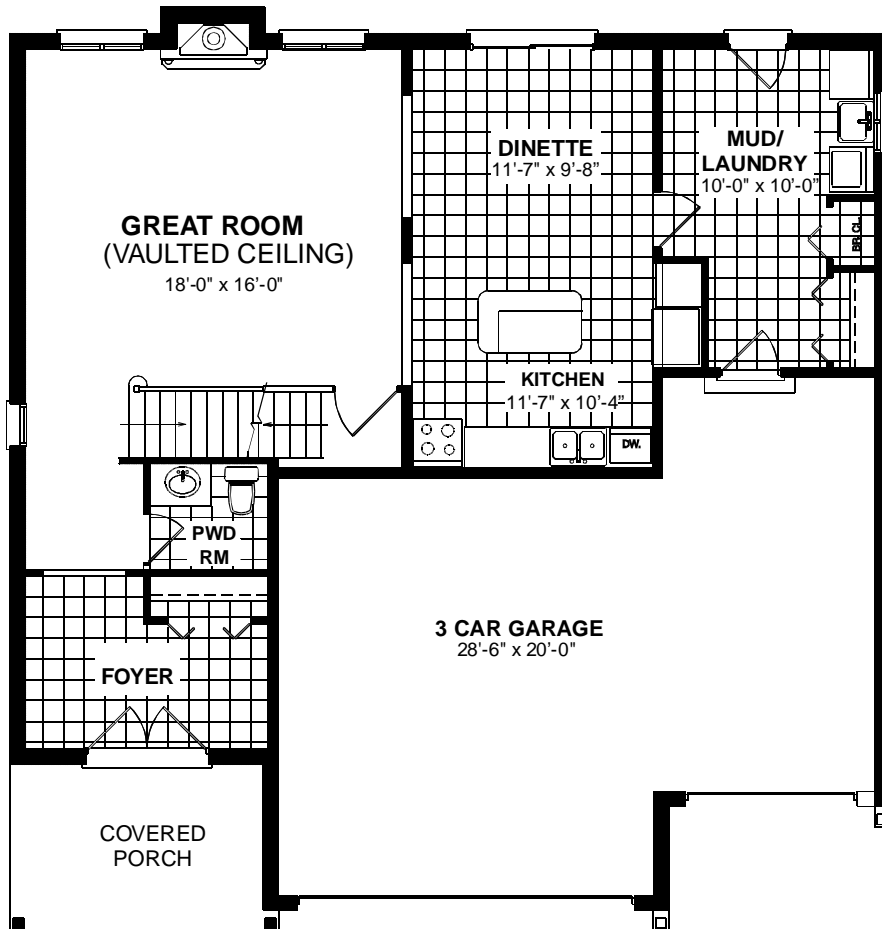 DINETTE
11'-7" x 9'-8”
MUD/
LAUNDRY
10'-0” x 10'-0”
GREAT ROOM
(VAULTED CEILING)
18'-0" x 16'-0"
BR CL.
KITCHEN
11'-7" x 10'-4”
DW.
PWD
RM
3 CAR GARAGE
28'-6" x 20'-0”
FOYER
COVERED
PORCH